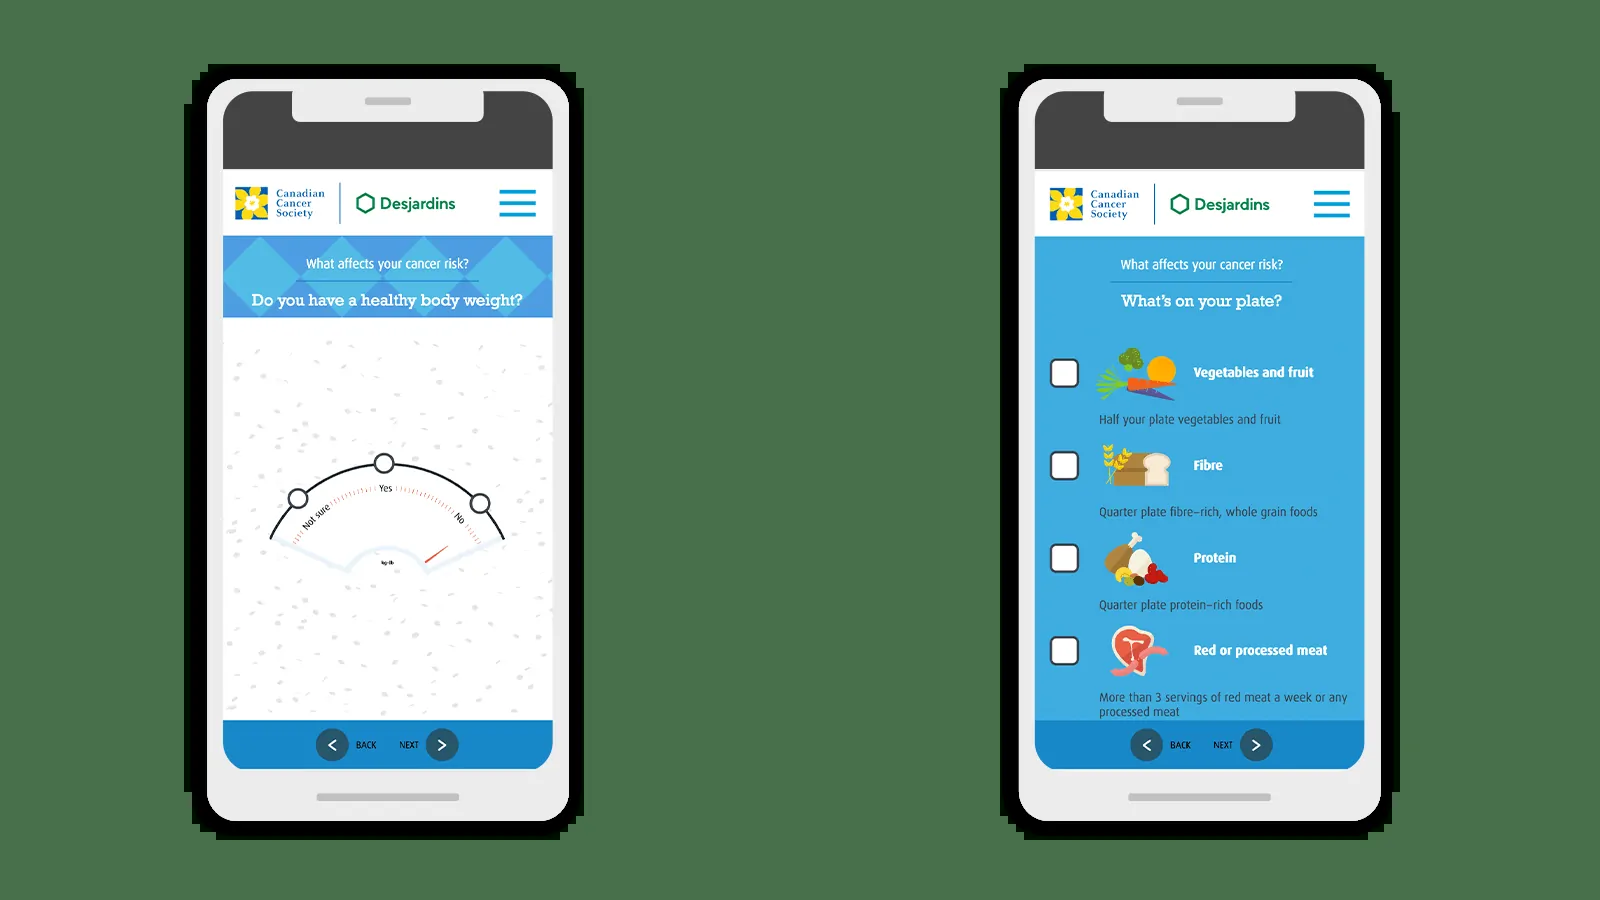 Canadian
Cancer
Society
Desjardins
What affects your cancer risk?
Do you have a healthy body weight?
Not sure
Yes
No
kg-lb
BACK
NEXT
Canadian
Cancer
Society
Desjardins
What affects your cancer risk?
What's on your plate?
Vegetables and fruit
Half your plate vegetables and fruit
Fibre
Quarter plate fibre–rich, whole grain foods
Protein
Quarter plate protein–rich foods
Red or processed meat
More than 3 servings of red meat a week or any
processed meat
BACK
NEXT